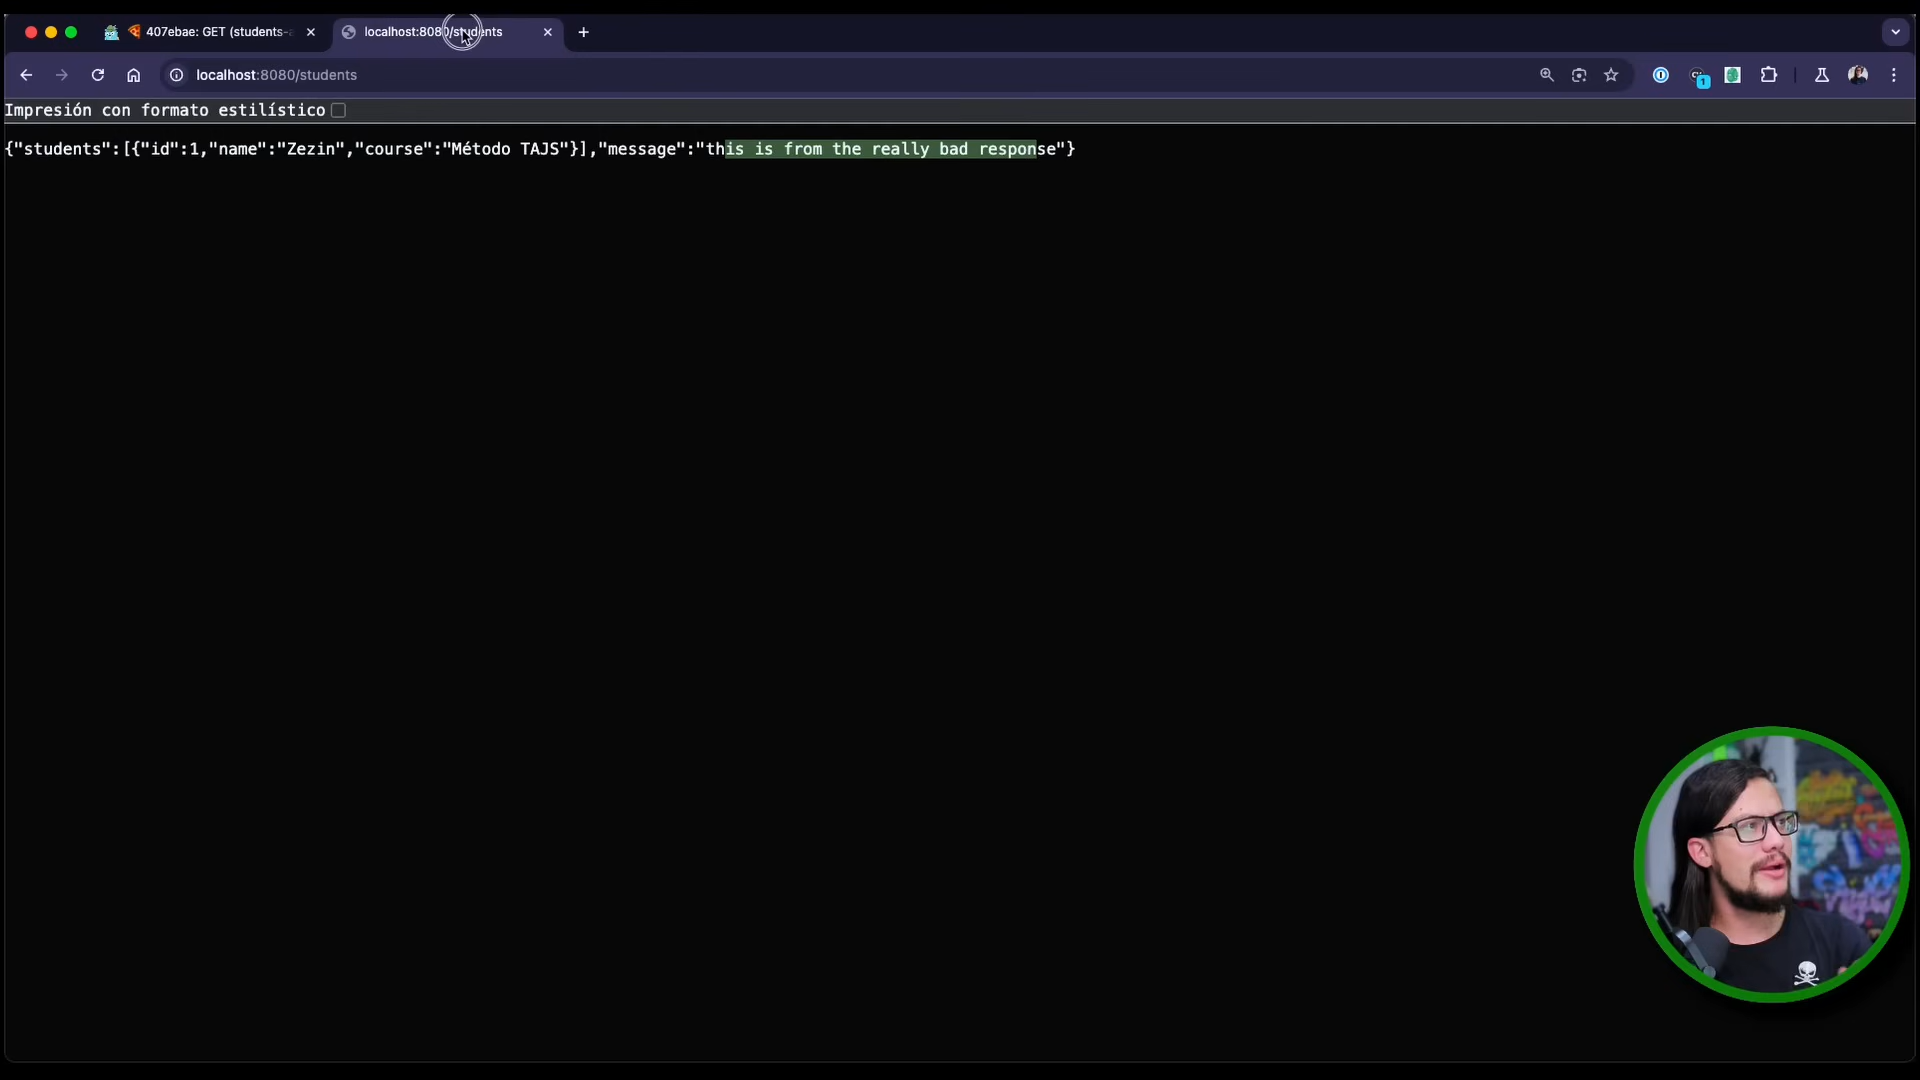 407ebae: GET (students-
localhost:8080/students
localhost:8080/students
1
Impresión con formato estilístico
{"students":[{"id":1,"name":"Zezin","course":"Método TAJS"}],"message":"this is from the really bad response"}